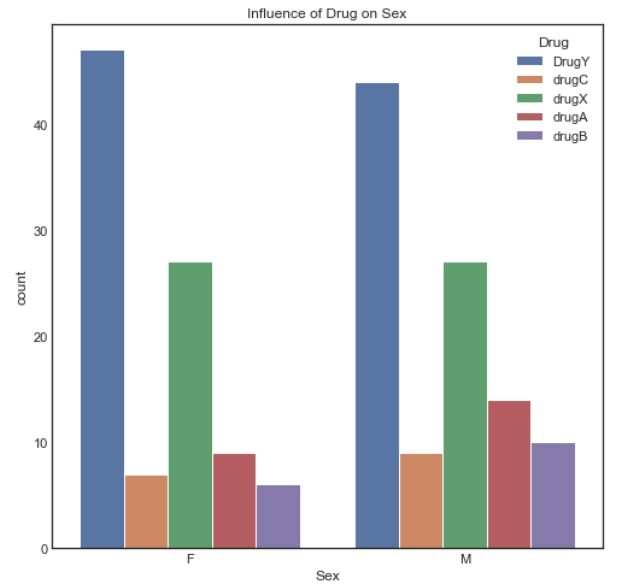 Influence of Drug on Sex
Drug
DrugY
drugC
drugX
drugA
drugB
40
30
20
10
0
count
F
M
Sex